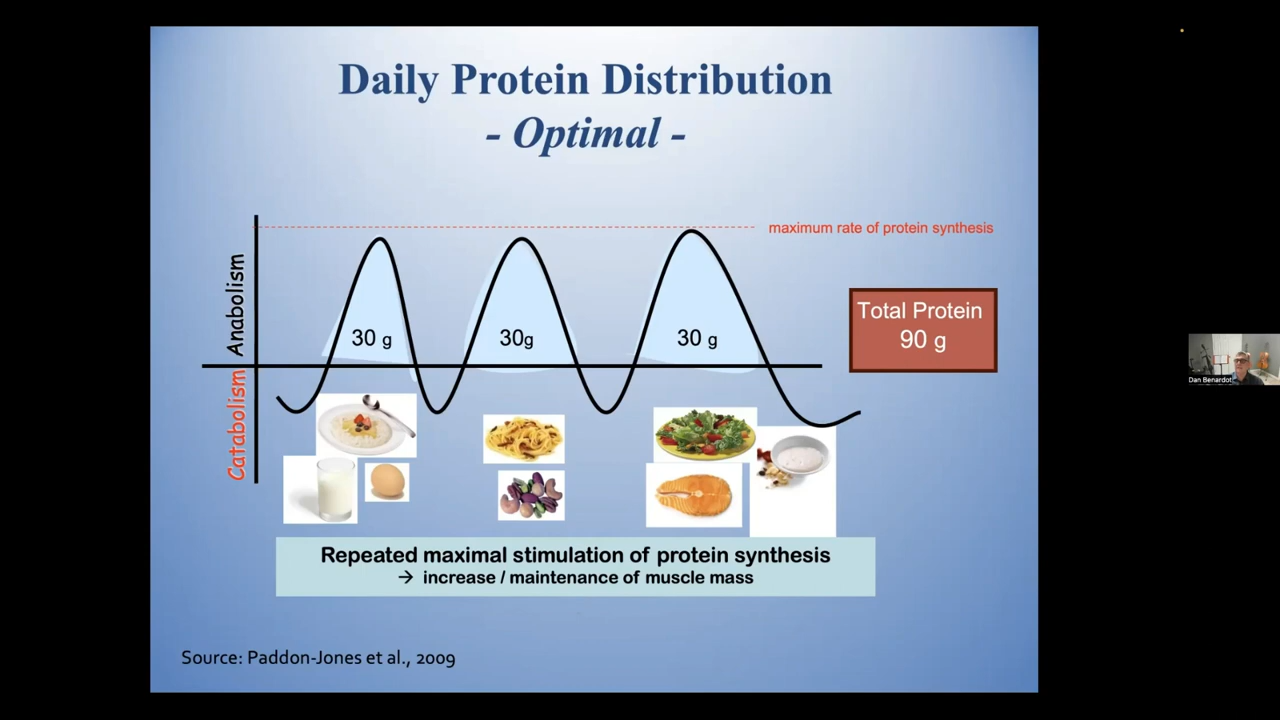 Daily Protein Distribution
- Optimal -
maximum rate of protein synthesis
Anabolism
Catabolism
30 g
30g
30 g
Total Protein
90 g
Repeated maximal stimulation of protein synthesis
→ increase / maintenance of muscle mass
Source: Paddon-Jones et al., 2009
Dan Benardot